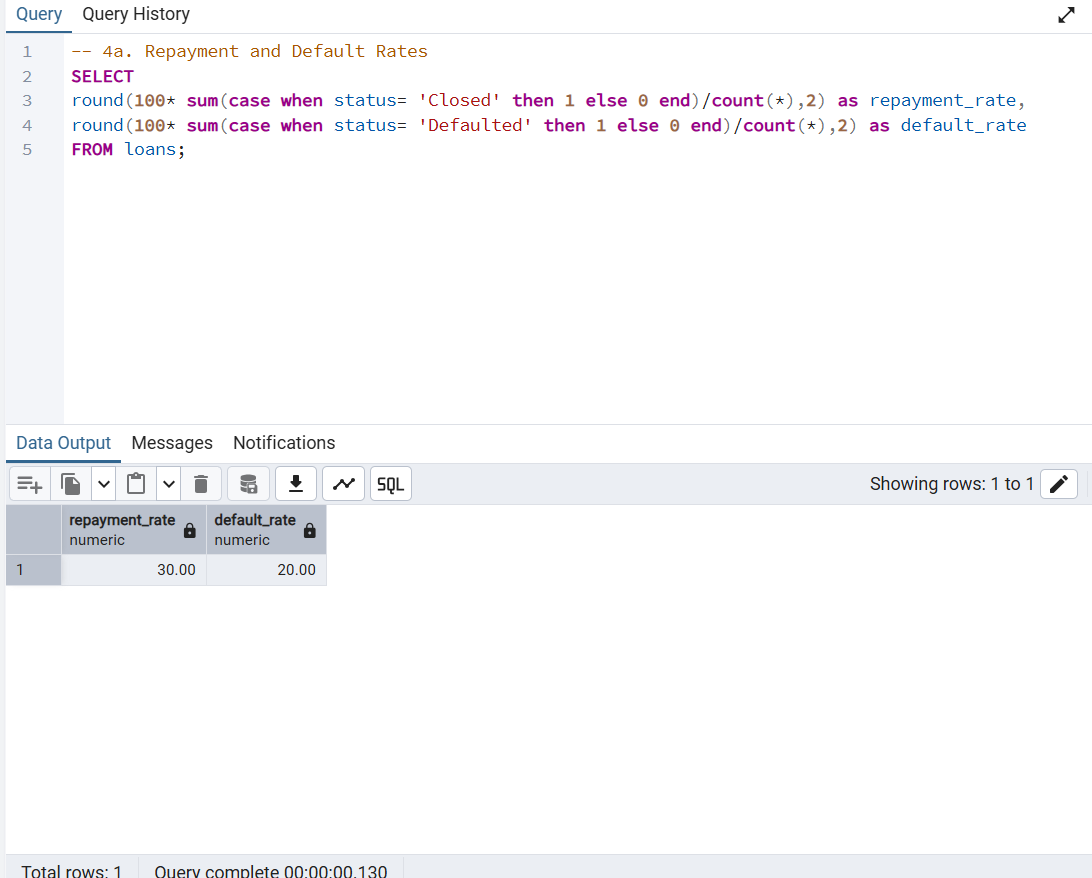 Query Query History
1 -- 4a. Repayment and Default Rates
2 SELECT
3 round(100* sum(case when status= 'Closed' then 1 else 0 end)/count(*),2) as repayment_rate,
4 round(100* sum(case when status= 'Defaulted' then 1 else 0 end)/count(*),2) as default_rate
5 FROM loans;
Data Output Messages Notifications
SQL Showing rows: 1 to 1
repayment_rate default_rate
numeric numeric
1 30.00 20.00
Total rows: 1 Query complete 00:00:00.130